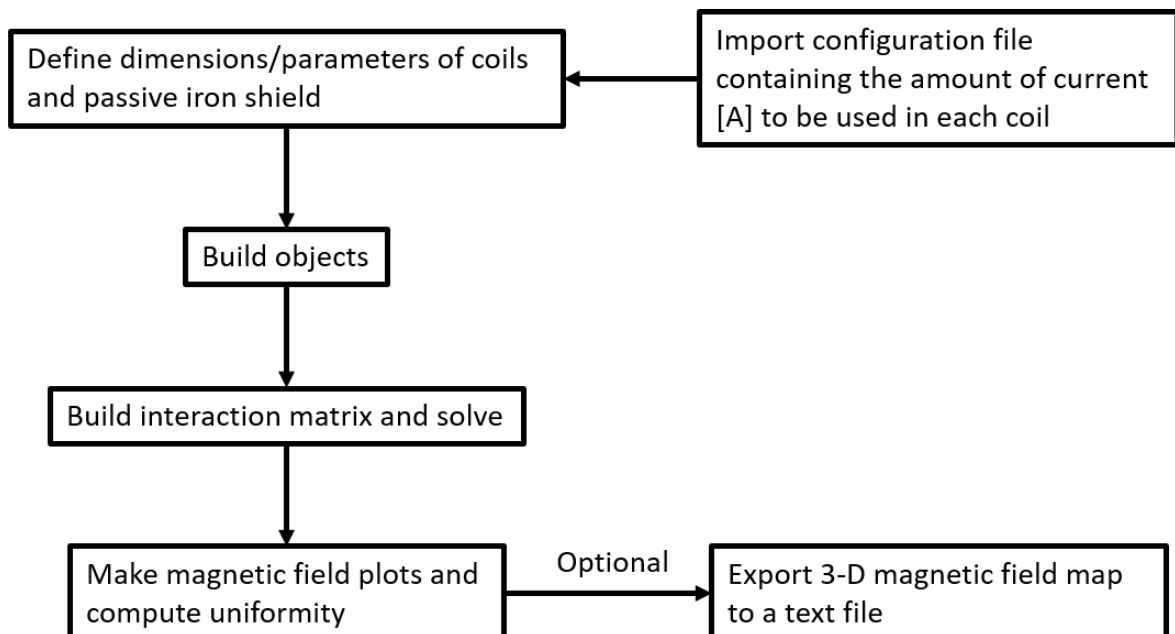 Define dimensions/parameters of coils
and passive iron shield
Import configuration file
containing the amount of current
[A] to be used in each coil
Build objects
Build interaction matrix and solve
Make magnetic field plots and
compute uniformity
Optional
Export 3-D magnetic field map
to a text file